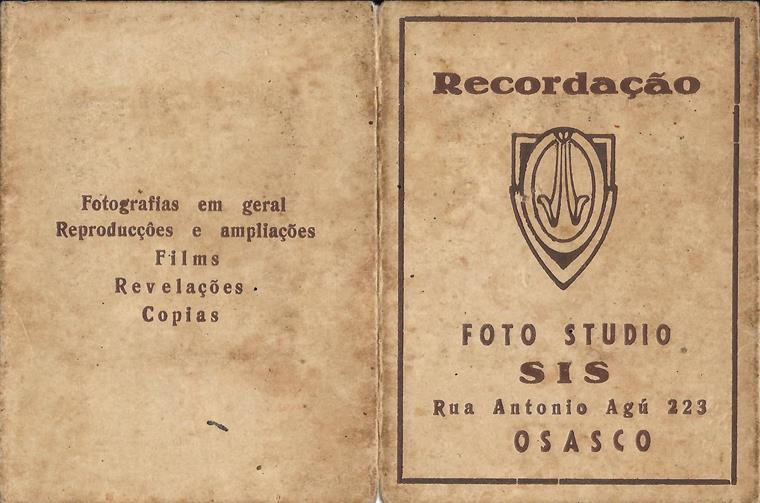 Fotografias em geral
Reproducções e ampliações
Films
Revelações
Copias
Recordação
FOTO STUDIO
SIS
Rua Antonio Agú 223
OSASCO